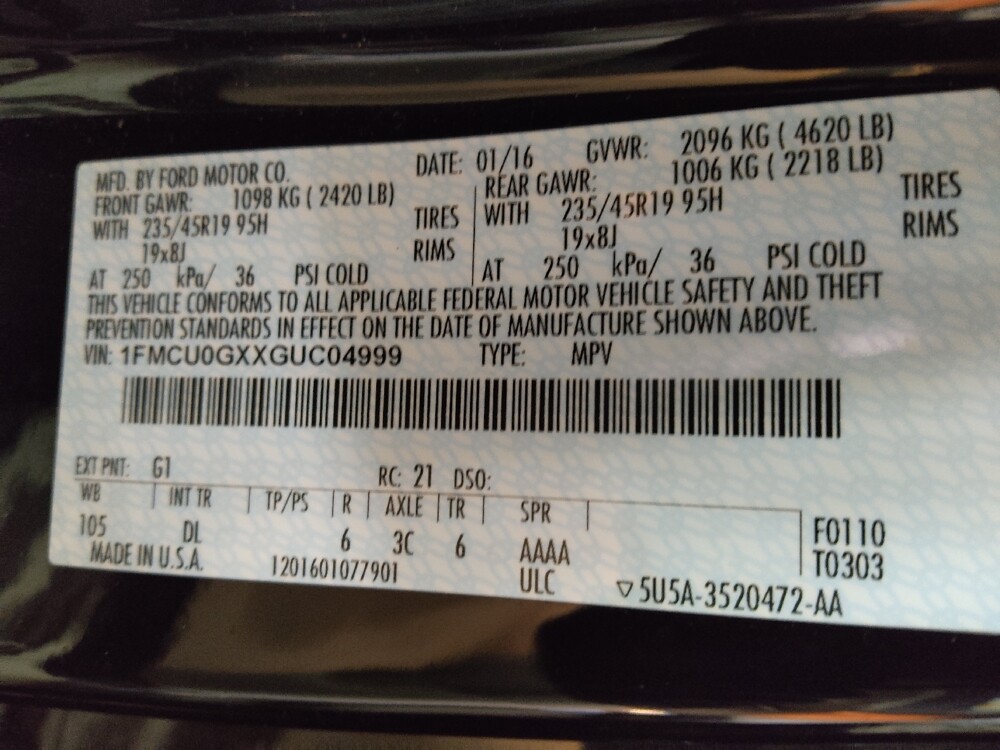 MFD. BY FORD MOTOR CO. DATE: 01/16 GVWR: 2096 KG ( 4620 LB)
FRONT GAWR: 1098 KG ( 2420 LB) REAR GAWR: 1006 KG ( 2218 LB)
WITH 235/45R19 95H TIRES WITH 235/45R19 95H TIRES
19x8J RIMS 19x8J RIMS
AT 250 kPa/ 36 PSI COLD AT 250 kPa/ 36 PSI COLD
THIS VEHICLE CONFORMS TO ALL APPLICABLE FEDERAL MOTOR VEHICLE SAFETY AND THEFT
PREVENTION STANDARDS IN EFFECT ON THE DATE OF MANUFACTURE SHOWN ABOVE.
VIN: 1FMCU0GXXGUC04999 TYPE: MPV
EXT PNT: G1 RC: 21 DSO:
WB INT TR TP/PS R AXLE TR SPR
105 DL 6 3C 6 AAAA F0110
MADE IN U.S.A. 1201601077901 ULC T0303
▽5U5A-3520472-AA